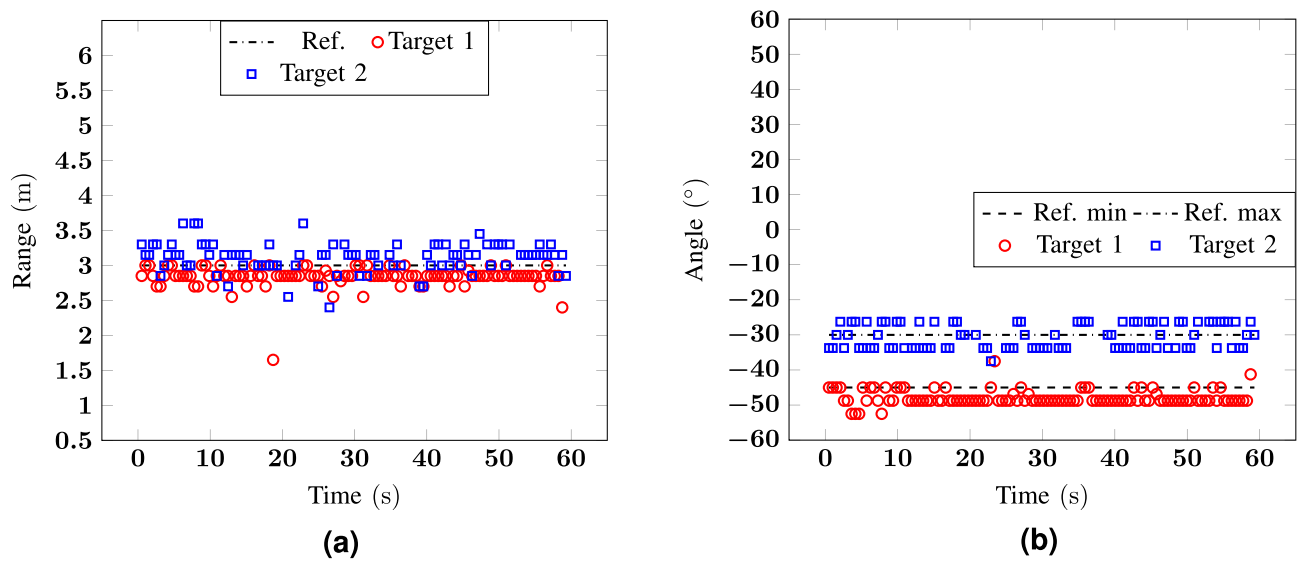 Ref. Target 1
Target 2
6
5.5
5
4.5
4
3.5
3
2.5
2
1.5
1
0.5
Range (m)
0 10 20 30 40 50 60
Time (s)
(a)
60
50
40
30
20
10
0
−10
−20
−30
−40
−50
−60
Angle (°)
Ref. min Ref. max
Target 1 Target 2
0 10 20 30 40 50 60
Time (s)
(b)